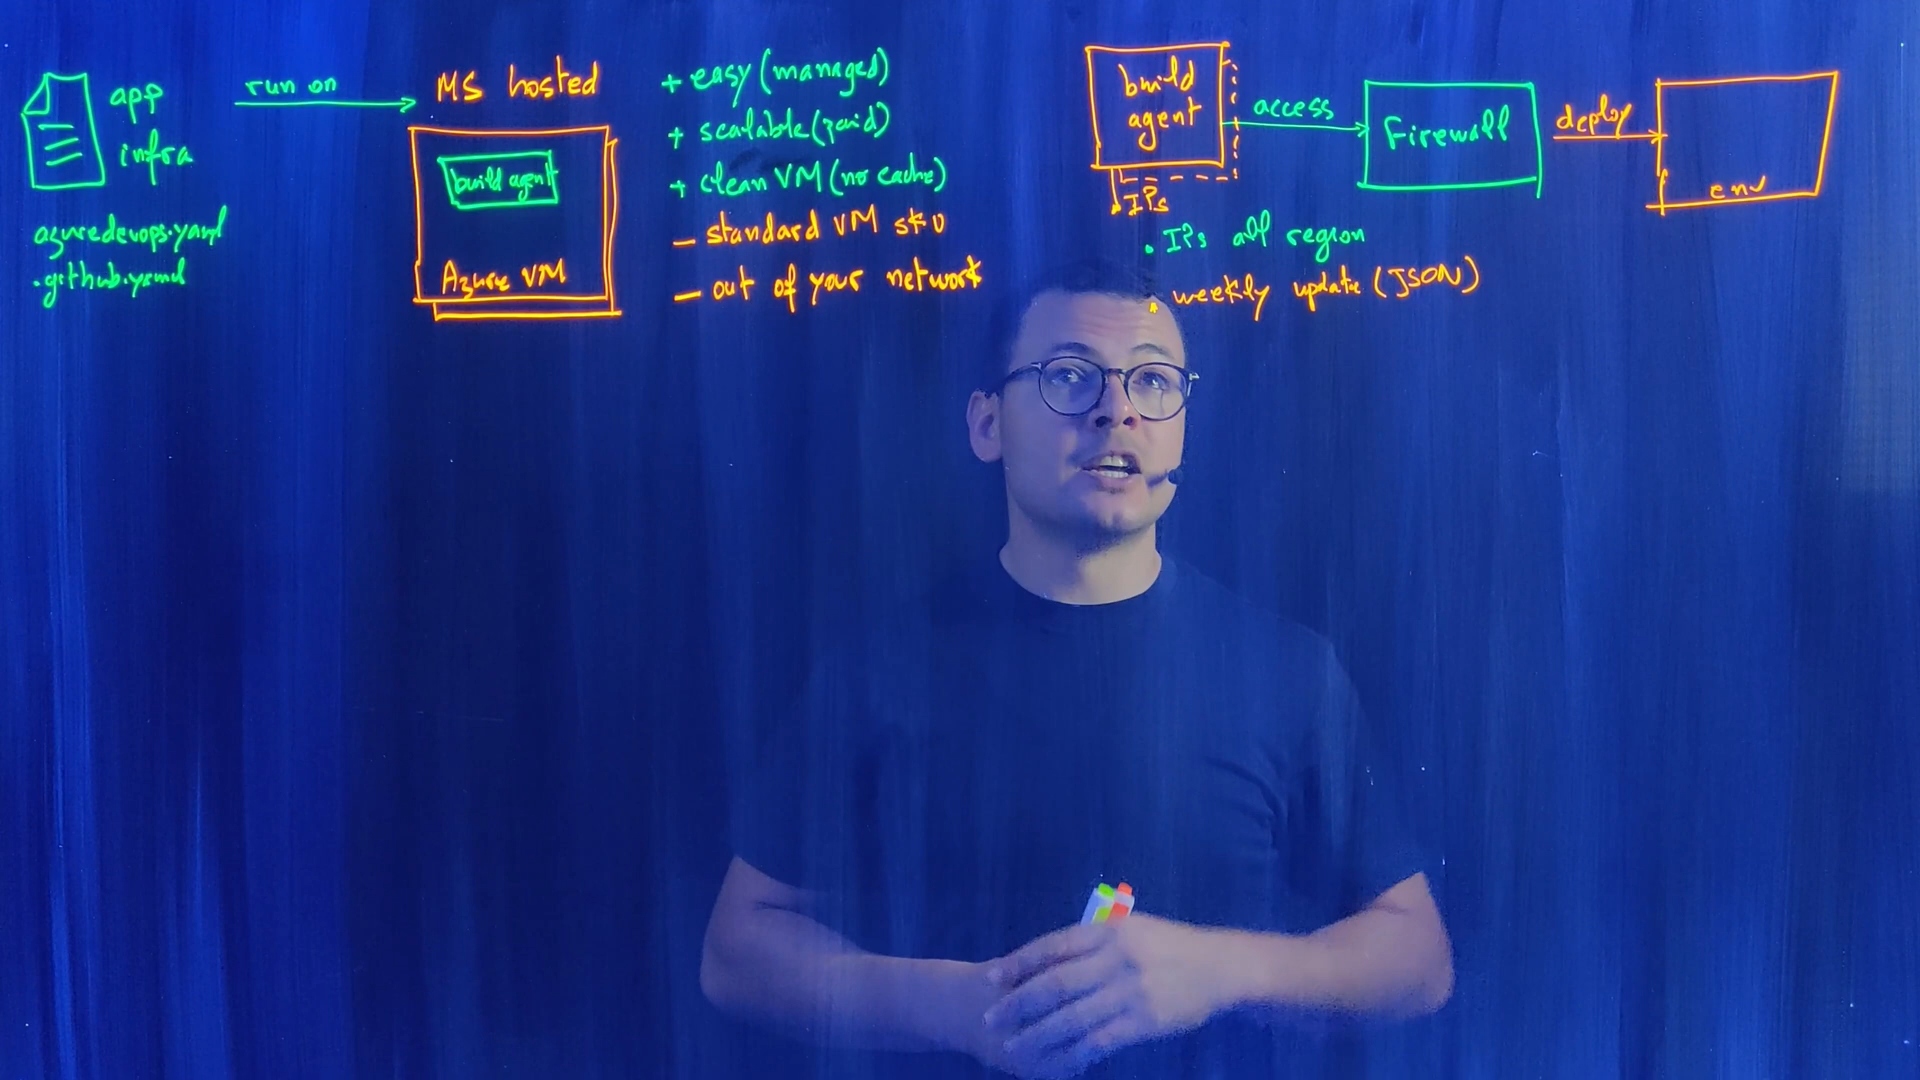 app
infra
azuredevops.yaml
.github.yaml
run on
MS hosted
build agent
Azure VM
+ easy (managed)
+ scalable (paid)
+ clean VM (no cache)
- standard VM SKU
- out of your network
build
agent
IPs
access
Firewall
deploy
env
. IPs all region
. weekly update (JSON)